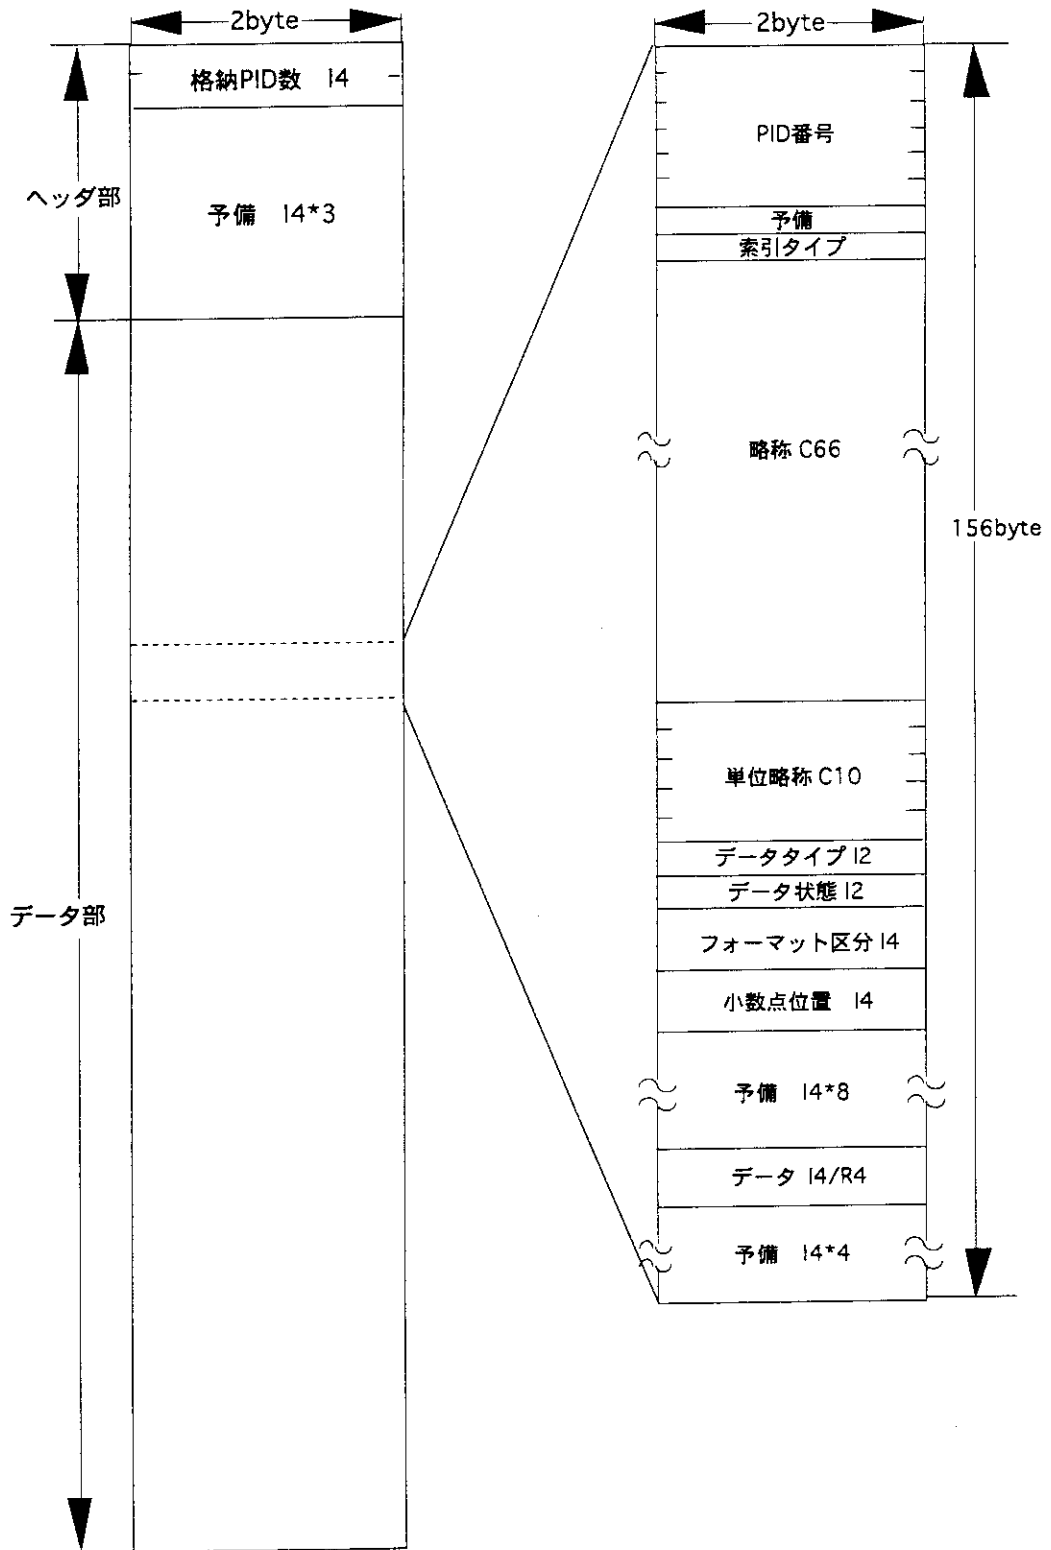 2byte
格納PID数 I4
ヘッダ部
予備 I4*3
データ部
2byte
PID番号
予備
索引タイプ
略称 C66
156byte
単位略称 C10
データタイプ I2
データ状態 I2
フォーマット区分 I4
小数点位置 I4
予備 I4*8
データ I4/R4
予備 I4*4